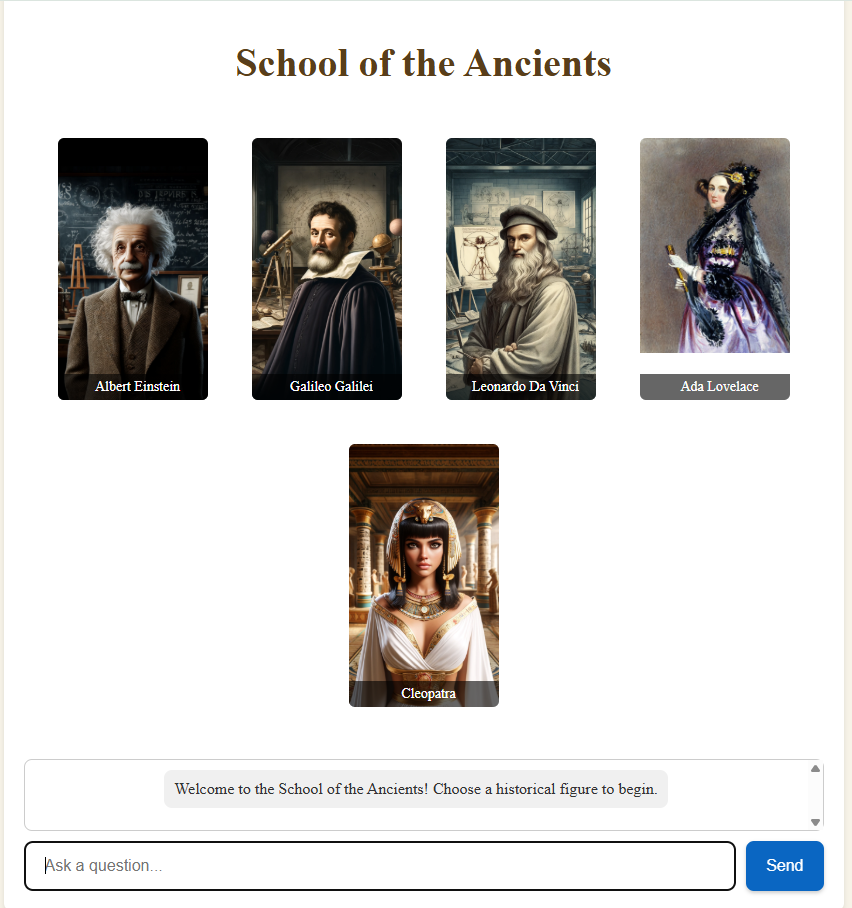 School of the Ancients
Albert Einstein
Galileo Galilei
Leonardo Da Vinci
Ada Lovelace
Cleopatra
Welcome to the School of the Ancients! Choose a historical figure to begin.
Ask a question...
Send